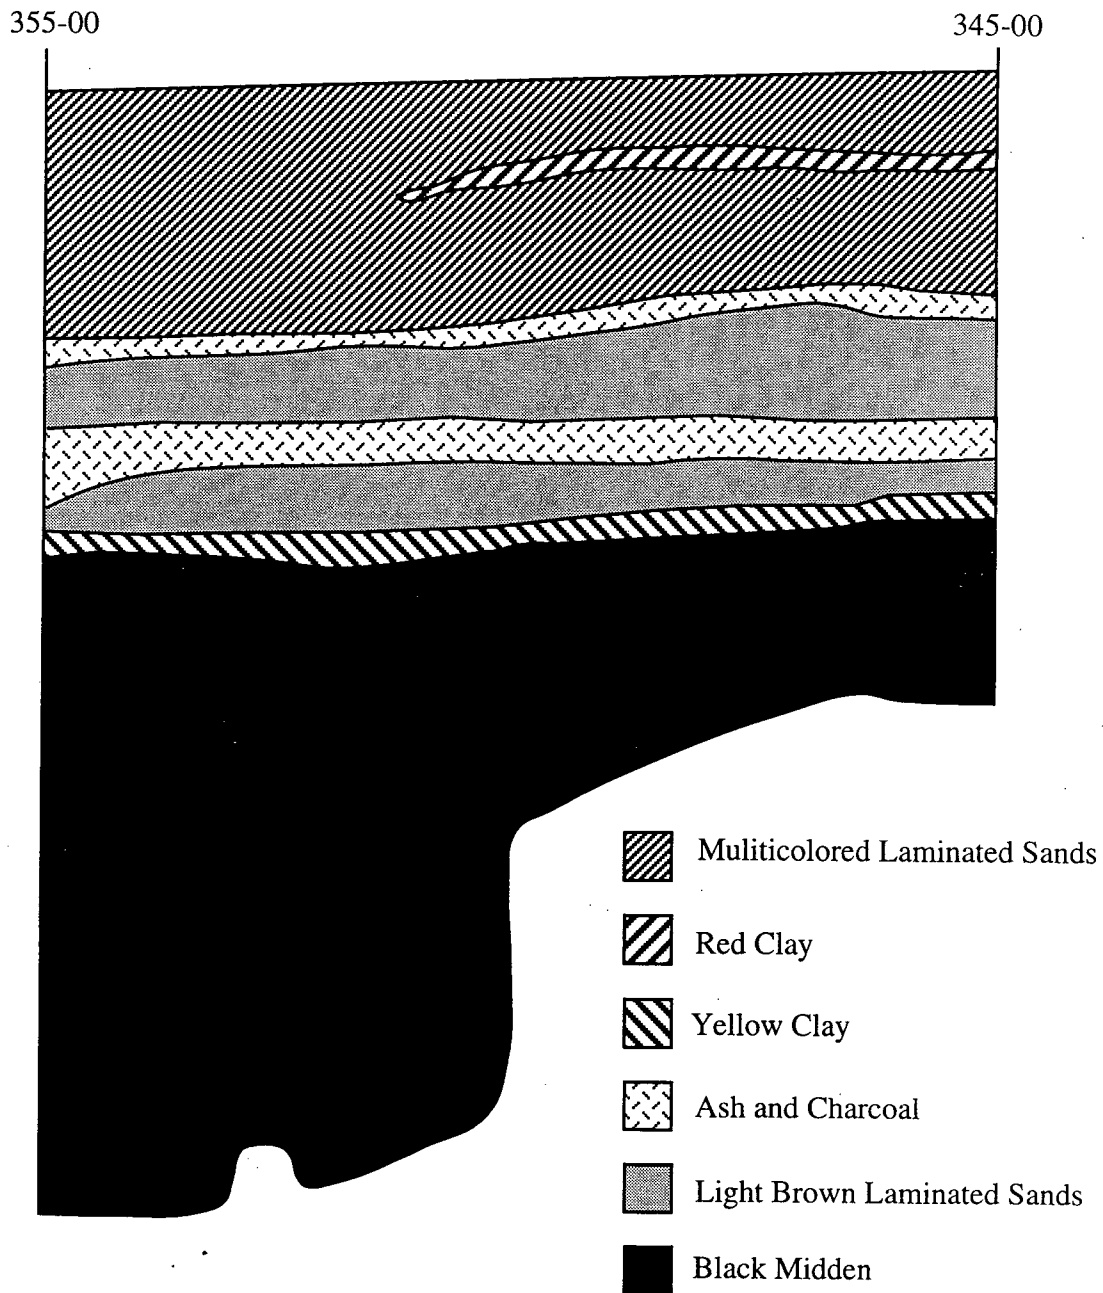 355-00
345-00
Muliticolored Laminated Sands
Red Clay
Yellow Clay
Ash and Charcoal
Light Brown Laminated Sands
Black Midden